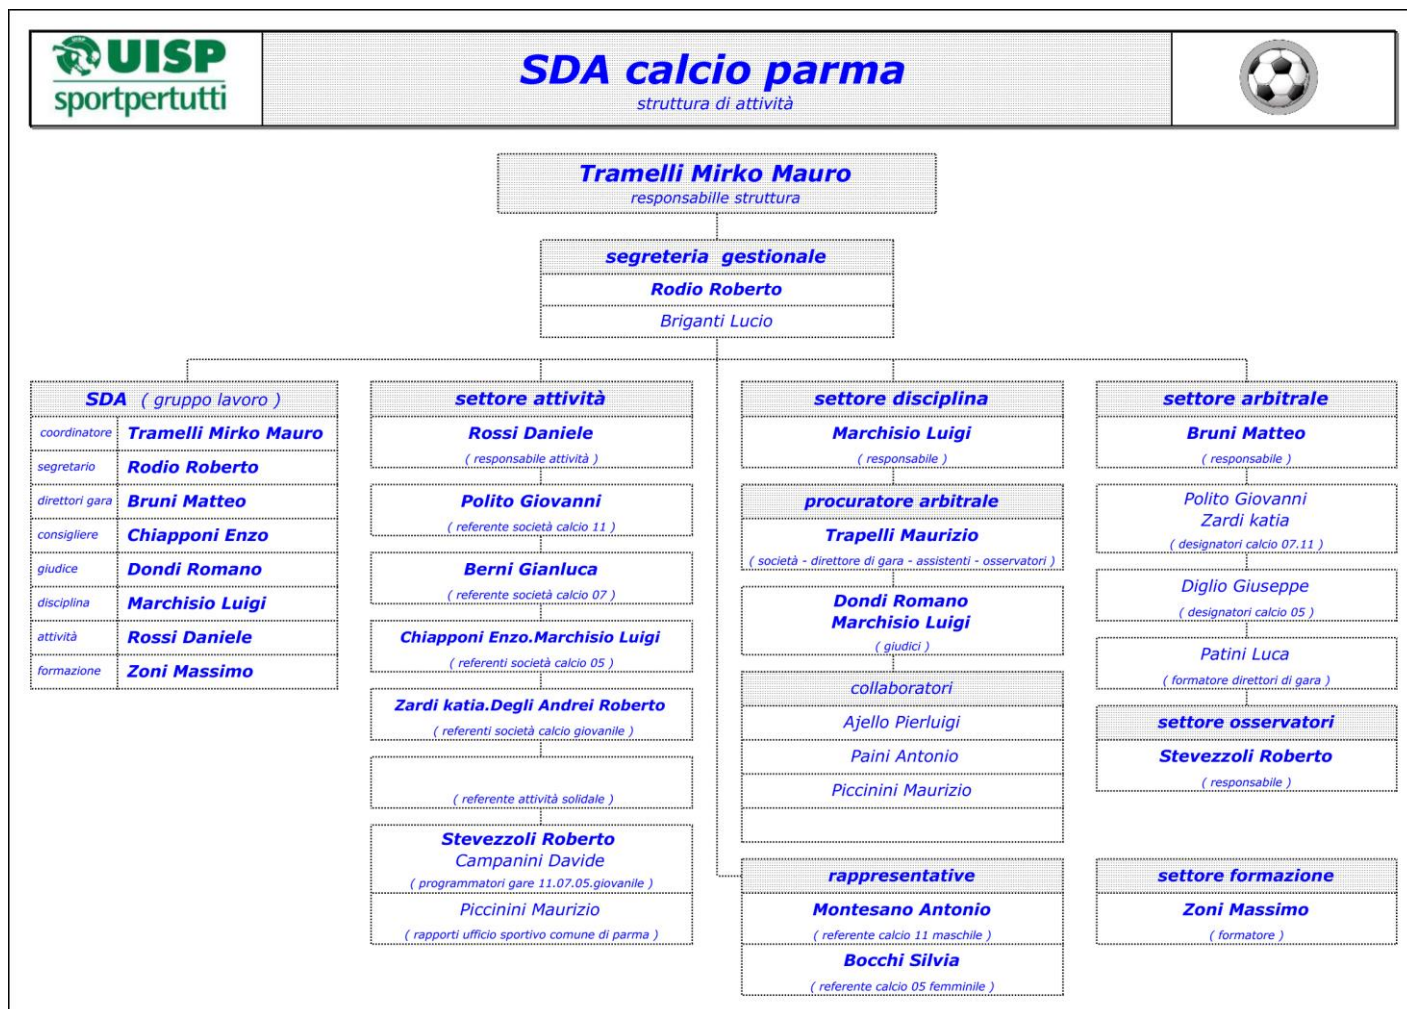 UISP
sportpertutti
SDA calcio parma
struttura di attività
Tramelli Mirko Mauro
responsabille struttura
segreteria gestionale
Rodio Roberto
Briganti Lucio
SDA ( gruppo lavoro )
coordinatore Tramelli Mirko Mauro
segretario Rodio Roberto
direttori gara Bruni Matteo
consigliere Chiapponi Enzo
giudice Dondi Romano
disciplina Marchisio Luigi
attività Rossi Daniele
formazione Zoni Massimo
settore attività
Rossi Daniele
( responsabile attività )
Polito Giovanni
( referente società calcio 11 )
Berni Gianluca
( referente società calcio 07 )
Chiapponi Enzo.Marchisio Luigi
( referenti società calcio 05 )
Zardi katia.Degli Andrei Roberto
( referenti società calcio giovanile )
( referente attività solidale )
Stevezzoli Roberto
Campanini Davide
( programmatori gare 11.07.05.giovanile )
Piccinini Maurizio
( rapporti ufficio sportivo comune di parma )
settore disciplina
Marchisio Luigi
( responsabile )
procuratore arbitrale
Trapelli Maurizio
( società - direttore di gara - assistenti - osservatori )
Dondi Romano
Marchisio Luigi
( giudici )
collaboratori
Ajello Pierluigi
Paini Antonio
Piccinini Maurizio
rappresentative
Montesano Antonio
( referente calcio 11 maschile )
Bocchi Silvia
( referente calcio 05 femminile )
settore arbitrale
Bruni Matteo
( responsabile )
Polito Giovanni
Zardi katia
( designatori calcio 07.11 )
Diglio Giuseppe
( designatori calcio 05 )
Patini Luca
( formatore direttori di gara )
settore osservatori
Stevezzoli Roberto
( responsabile )
settore formazione
Zoni Massimo
( formatore )